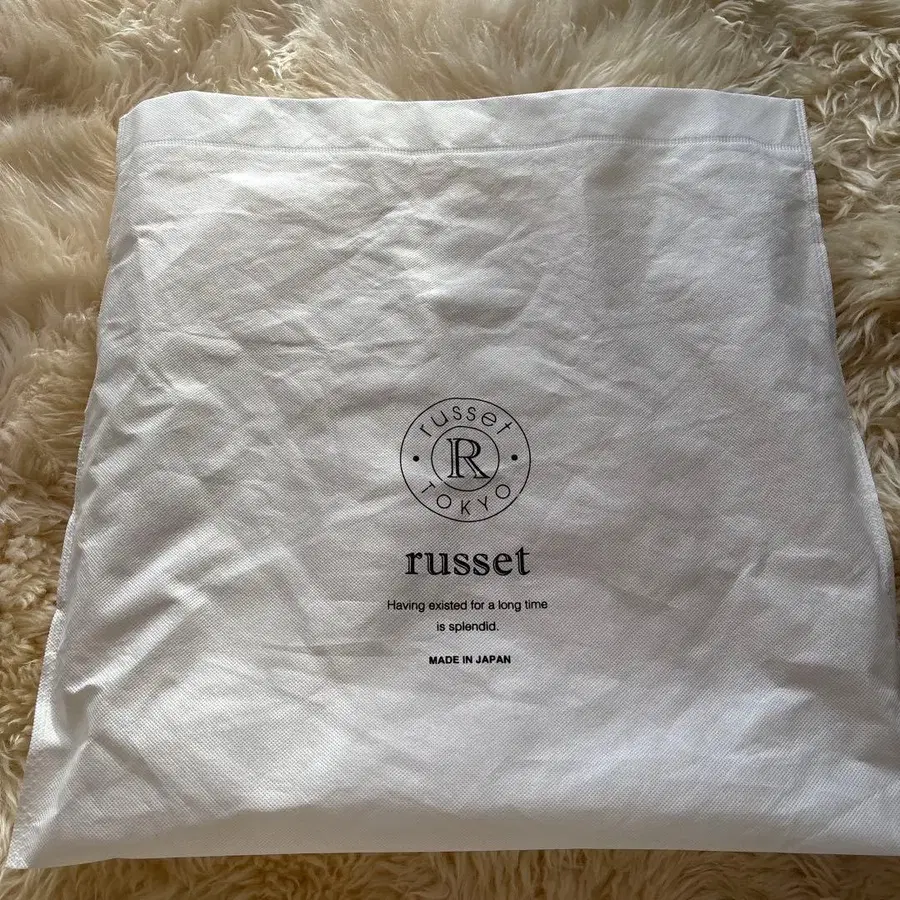 russet
R
TOKYO
russet
Having existed for a long time
is splendid.
MADE IN JAPAN